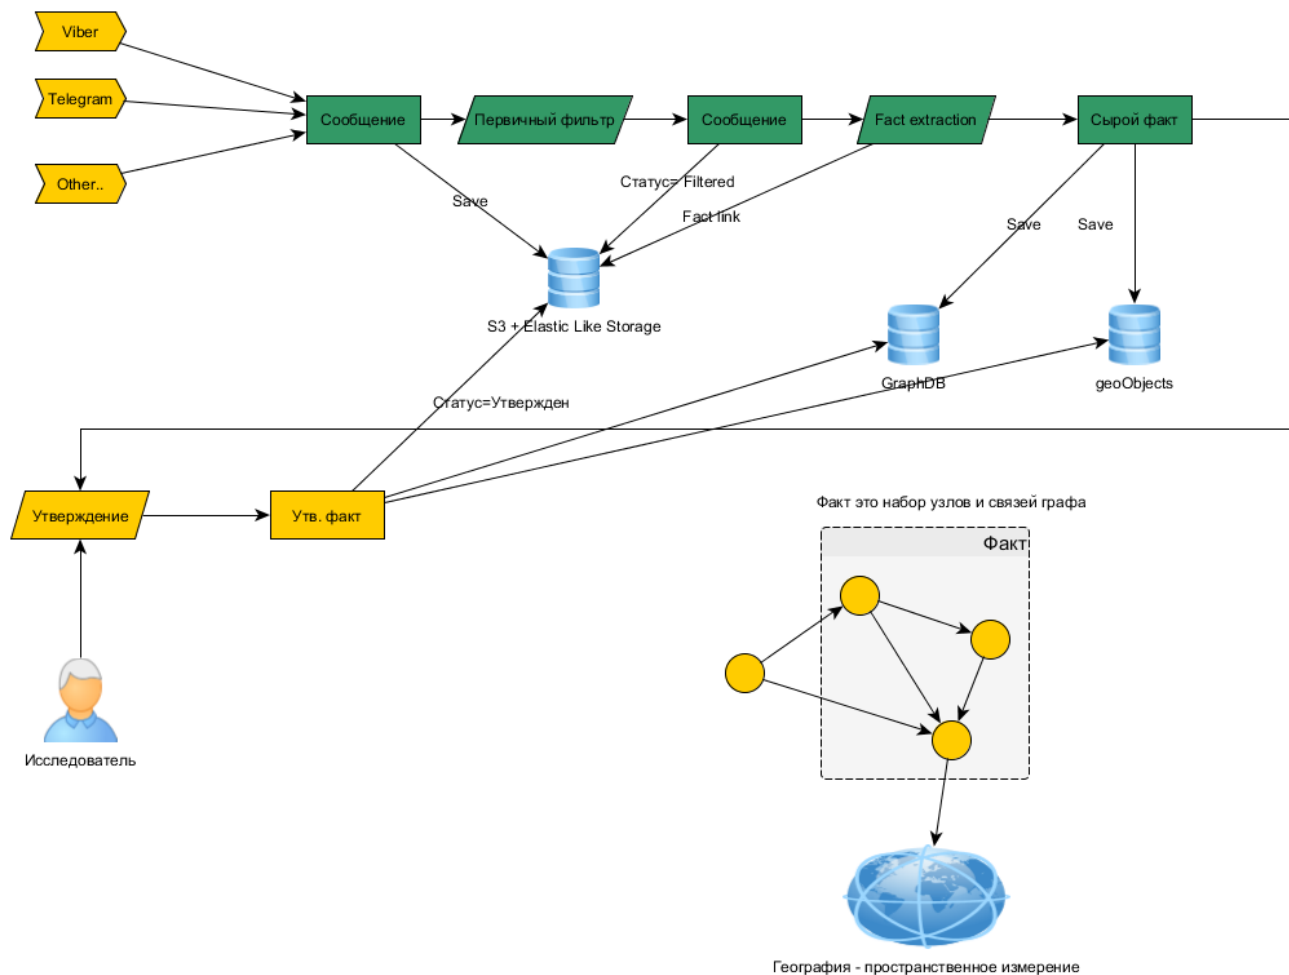 Viber
Telegram
Other..
Сообщение
Первичный фильтр
Сообщение
Fact extraction
Сырой факт
Save
Статус= Filtered
Fact link
Save
Save
S3 + Elastic Like Storage
GraphDB
geoObjects
Статус=Утвержден
Утверждение
Утв. факт
Исследователь
Факт это набор узлов и связей графа
Факт
География - пространственное измерение